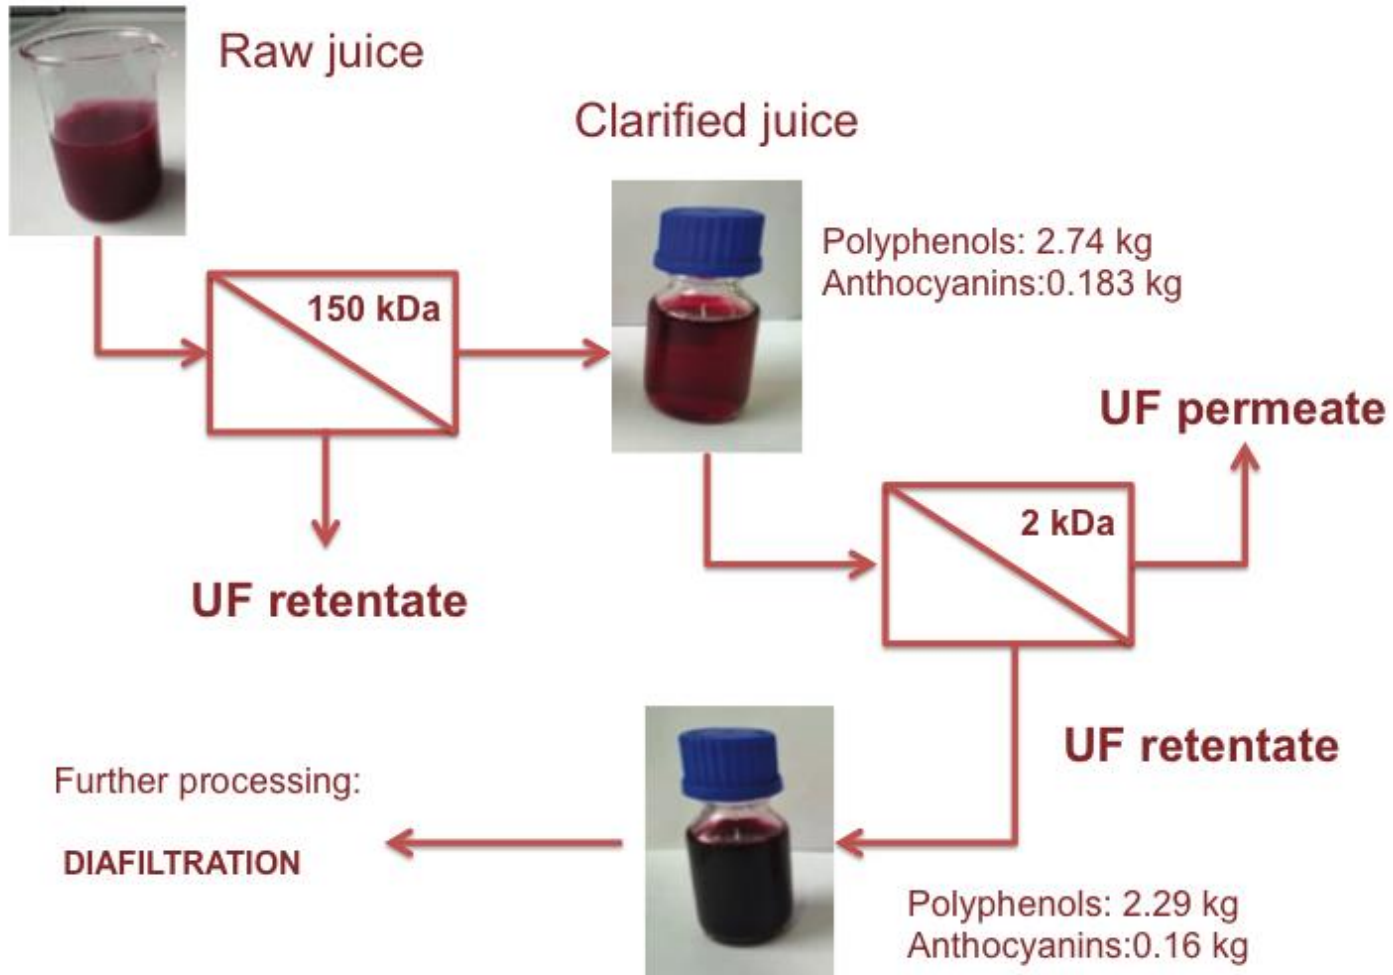 Raw juice
Clarified juice
Polyphenols: 2.74 kg
Anthocyanins:0.183 kg
150 kDa
UF permeate
2 kDa
UF retentate
UF retentate
Further processing:
DIAFILTRATION
Polyphenols: 2.29 kg
Anthocyanins:0.16 kg